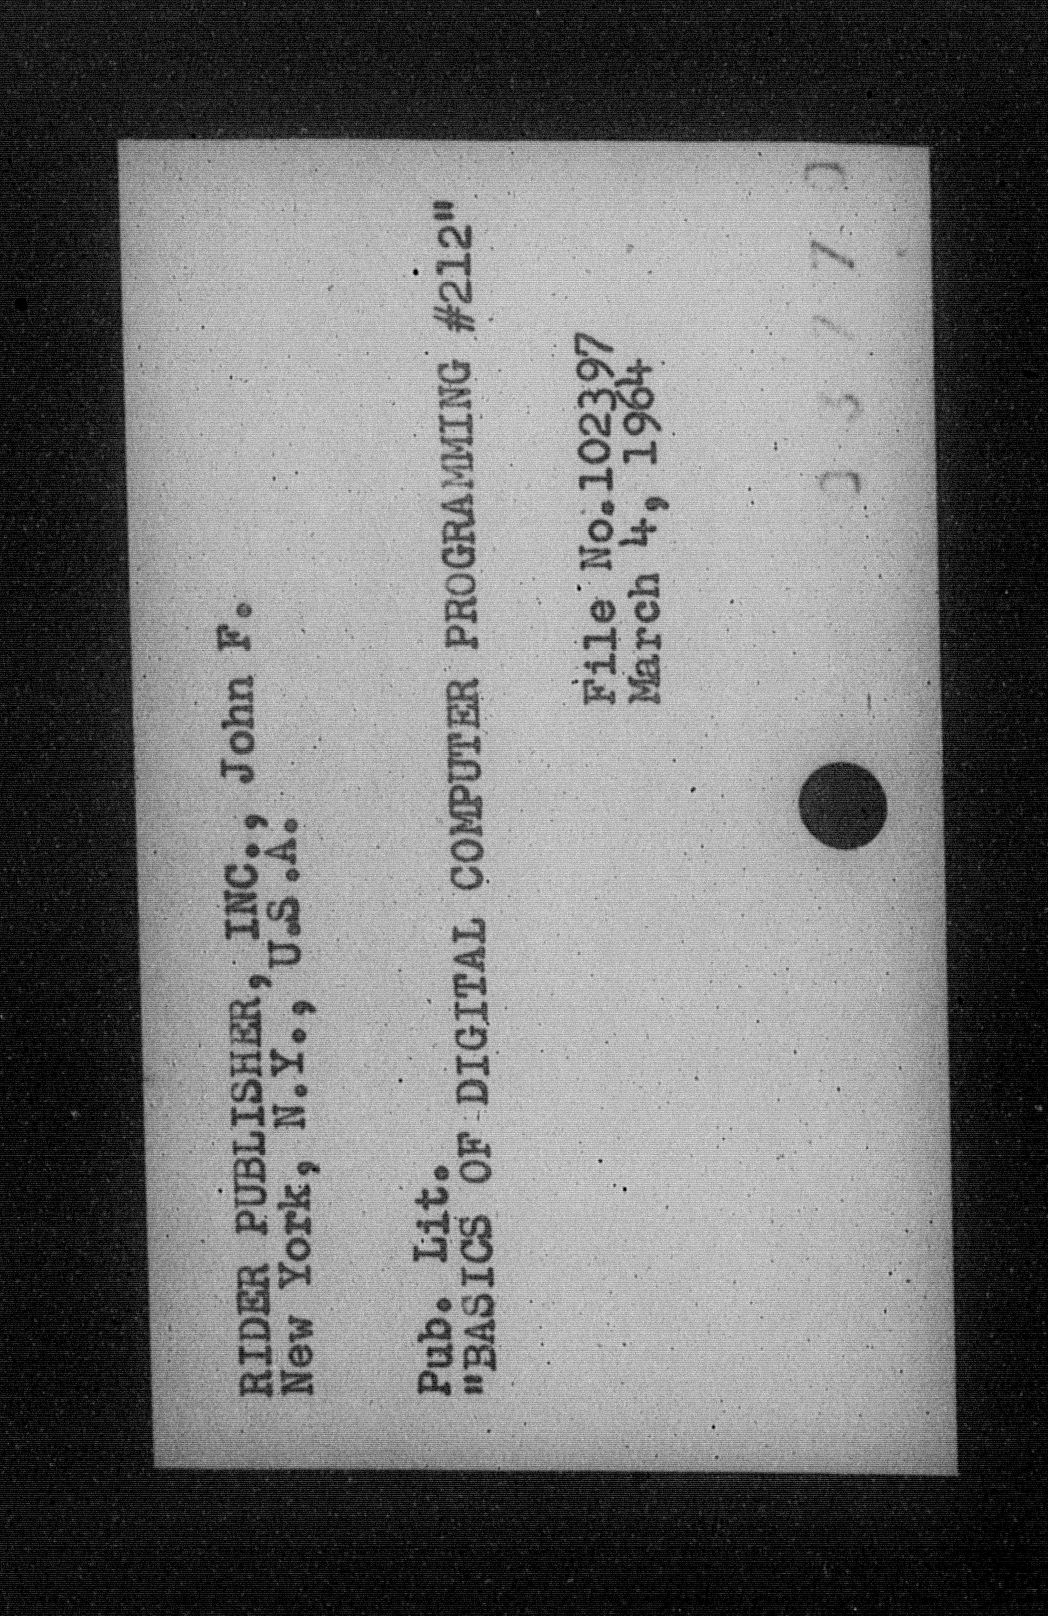 RIDER PUBLISHER, INC., John F.
New York, N.Y., U.S.A.
Pub. Lit.
"BASICS OF DIGITAL COMPUTER PROGRAMMING #212"
File No.102397
March 4, 1964